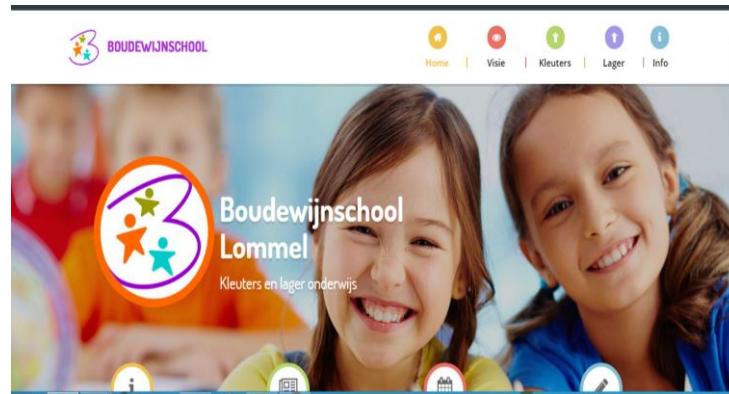 BOUDEWIJNSCHOOL
Home | Visie | Kleuters | Lager | Info
Boudewijnschool
Lommel
Kleuters en lager onderwijs